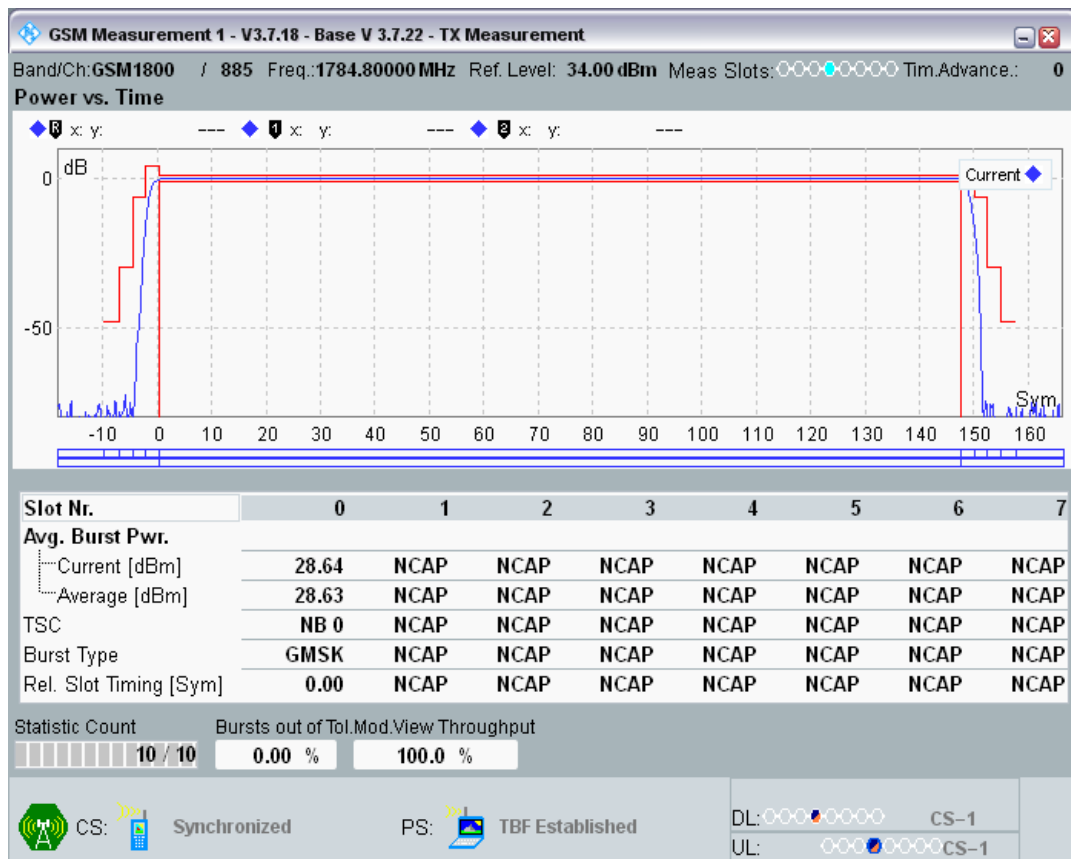 GSM Measurement 1 - V3.7.18 - Base V 3.7.22 - TX Measurement
Band/Ch:GSM1800 / 885 Freq.:1784.80000 MHz Ref. Level: 34.00 dBm Meas Slots: Tim.Advance.: 0
Power vs. Time
R x: y: --- 1 x: y: --- 2 x: y: ---
dB
0
Current
-50
Sym
-10 0 10 20 30 40 50 60 70 80 90 100 110 120 130 140 150 160
Slot Nr. 0 1 2 3 4 5 6 7
Avg. Burst Pwr.
Current [dBm] 28.64 NCAP NCAP NCAP NCAP NCAP NCAP NCAP
Average [dBm] 28.63 NCAP NCAP NCAP NCAP NCAP NCAP NCAP
TSC NB 0 NCAP NCAP NCAP NCAP NCAP NCAP NCAP
Burst Type GMSK NCAP NCAP NCAP NCAP NCAP NCAP NCAP
Rel. Slot Timing [Sym] 0.00 NCAP NCAP NCAP NCAP NCAP NCAP NCAP
Statistic Count Bursts out of Tol.Mod.View Throughput
10 / 10 0.00 % 100.0 %
CS: Synchronized PS: TBF Established
DL: CS-1
UL: CS-1